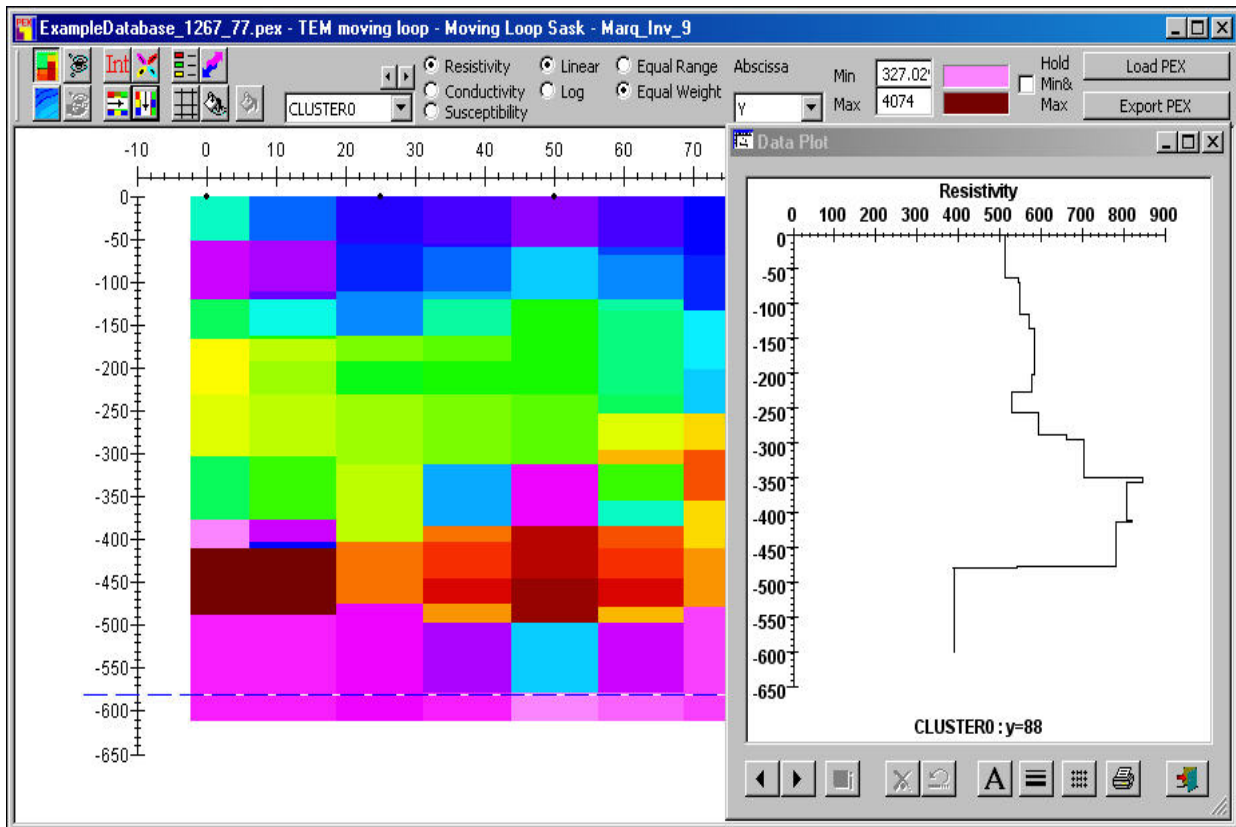 PEX ExampleDatabase_1267_77.pex - TEM moving loop - Moving Loop Sask - Marq_Inv_9
Int
CLUSTER0
Resistivity
Conductivity
Susceptibility
Linear
Log
Equal Range
Equal Weight
Abscissa
Y
Min 327.02
Max 4074
Hold
Min&
Max
Load PEX
Export PEX
-10 0 10 20 30 40 50 60 70
0
-50
-100
-150
-200
-250
-300
-350
-400
-450
-500
-550
-600
-650
Data Plot
Resistivity
0 100 200 300 400 500 600 700 800 900
0
-50
-100
-150
-200
-250
-300
-350
-400
-450
-500
-550
-600
-650
CLUSTER0 : y=88
A